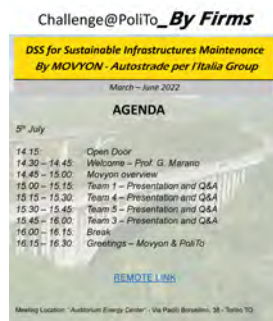 Challenge@PoliTo_By Firms
DSS for Sustainable Infrastructures Maintenance
By MOVYON - Autostrade per l'Italia Group
March – June 2022
AGENDA
5th July
14.15: Open Door
14.30 – 14.45: Welcome – Prof. G. Marano
14.45 – 15.00: Movyon overview
15.00 – 15.15: Team 1 – Presentation and Q&A
15.15 – 15.30: Team 4 – Presentation and Q&A
15.30 – 15.45: Team 5 – Presentation and Q&A
15.45 – 16.00: Team 3 – Presentation and Q&A
16.00 – 16.15: Break
16.15 – 16.30: Greetings – Movyon & PoliTo
REMOTE LINK
Meeting Location: "Auditorium Energy Center" - Via Paolo Borsellino, 38 - Torino TO